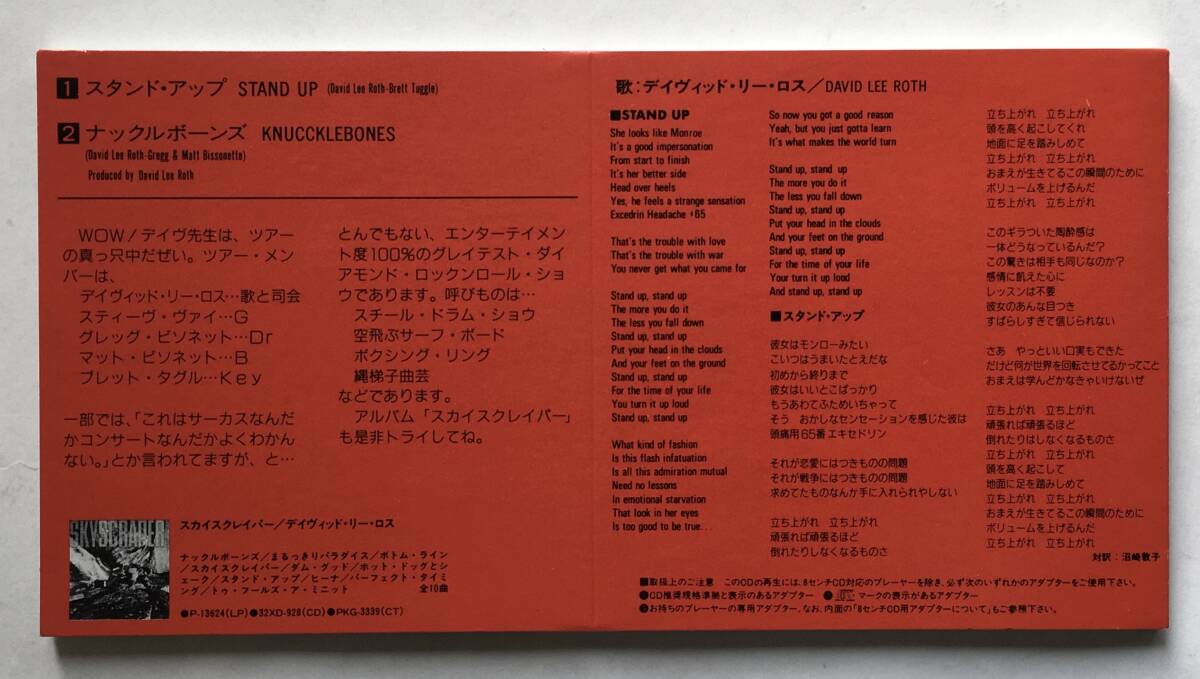 1 スタンド・アップ STAND UP (David Lee Roth-Brett Tuggle)
2 ナックルボーンズ KNUCCKLEBONES
(David Lee Roth-Gregg & Matt Bissonette)
Produced by David Lee Roth
WOW！デイヴ先生は、ツアー
の真っ只中だぜい。ツアー・メン
バーは、
デイヴィッド・リー・ロス…歌と司会
スティーヴ・ヴァイ…G
グレッグ・ビソネット…Dr
マット・ビソネット…B
ブレット・タグル…Key
一部では、「これはサーカスなんだ
かコンサートなんだかよくわかん
ない。」とか言われてますが、と…
とんでもない、エンターテイメン
ト度100%のグレイテスト・ダイ
アモンド・ロックンロール・ショ
ウであります。呼びものは…
スチール・ドラム・ショウ
空飛ぶサーフ・ボード
ボクシング・リング
縄梯子曲芸
などであります。
アルバム「スカイスクレイパー」
も是非トライしてね。
SKYSCRAPER
スカイスクレイパー/デイヴィッド・リー・ロス
ナックルボーンズ/まるっきりパラダイス/ボトム・ライン
/スカイスクレイパー/ダム・グッド/ホット・ドッグとシ
ェーク/スタンド・アップ/ヒーナ/パーフェクト・タイミ
ング/トゥ・フールズ・ア・ミニット 全10曲
●P-13624(LP)●32XD-928(CD)●PKG-3339(CT)
歌：デイヴィッド・リー・ロス/DAVID LEE ROTH
■STAND UP
She looks like Monroe
It's a good impersonation
From start to finish
It's her better side
Head over heels
Yes, he feels a strange sensation
Excedrin Headache #65
That's the trouble with love
That's the trouble with war
You never get what you came for
Stand up, stand up
The more you do it
The less you fall down
Stand up, stand up
Put your head in the clouds
And your feet on the ground
Stand up, stand up
For the time of your life
You turn it up loud
Stand up, stand up
What kind of fashion
Is this flash infatuation
Is all this admiration mutual
Need no lessons
In emotional starvation
That look in her eyes
Is too good to be true...
So now you got a good reason
Yeah, but you just gotta learn
It's what makes the world turn
Stand up, stand up
The more you do it
The less you fall down
Stand up, stand up
Put your head in the clouds
And your feet on the ground
Stand up, stand up
For the time of your life
Your turn it up loud
And stand up, stand up
■スタンド・アップ
彼女はモンローみたい
こいつはうまいたとえだな
初めから終りまで
彼女はいいとこばっかり
もうあわてふためいちゃって
そう おかしなセンセーションを感じた彼は
頭痛用65番エキセドリン
それが恋愛にはつきものの問題
それが戦争にはつきものの問題
求めてたものなんか手に入れられやしない
立ち上がれ 立ち上がれ
頑張れば頑張るほど
倒れたりしなくなるものさ
立ち上がれ 立ち上がれ
頭を高く起こしてくれ
地面に足を踏みしめて
立ち上がれ 立ち上がれ
おまえが生きてるこの瞬間のために
ボリュームを上げるんだ
立ち上がれ 立ち上がれ
このギラついた陶酔感は
一体どうなっているんだ？
この驚きは相手も同じなのか？
感情に飢えた心に
レッスンは不要
彼女のあんな目つき
すばらしすぎて信じられない
さあ やっといい口実もできた
だけど何が世界を回転させてるかってこと
おまえは学んどかなきゃいけないぜ
立ち上がれ 立ち上がれ
頑張れば頑張るほど
倒れたりはしなくなるものさ
立ち上がれ 立ち上がれ
頭を高く起こして
地面に足を踏みしめて
立ち上がれ 立ち上がれ
おまえが生きてるこの瞬間のために
ボリュームを上げるんだ
立ち上がれ 立ち上がれ
対訳：沼崎敦子
■取扱上のご注意 このCDの再生には、8センチCD対応のプレーヤーを除き、必ず次のいずれかのアダプターをご使用下さい。
❶CD推奨規格準拠と表示のあるアダプター ❷マークの表示があるアダプター
❸お持ちのプレーヤーの専用アダプター。なお、内面の「8センチCD用アダプターについて」もご参照下さい。